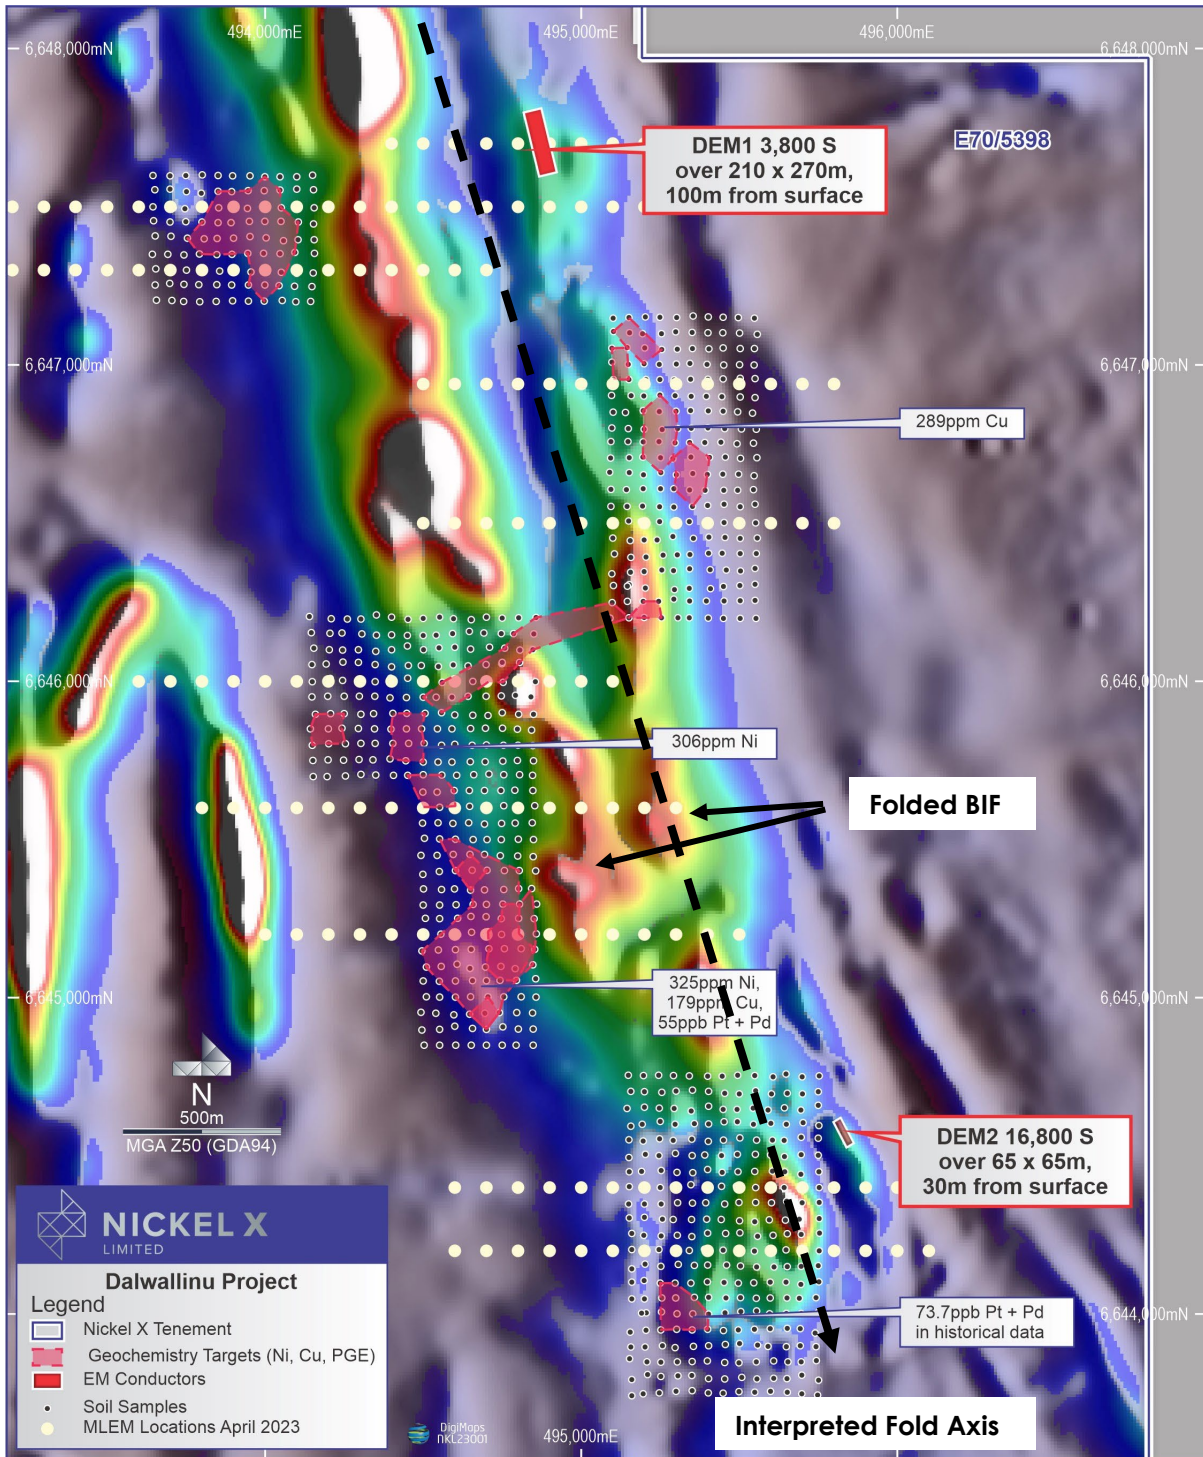 494,000mE
495,000mE
496,000mE
6,648,000mN
6,648,000mN
E70/5398
DEM1 3,800 S
over 210 x 270m,
100m from surface
6,647,000mN
6,647,000mN
289ppm Cu
6,646,000mN
6,646,000mN
306ppm Ni
Folded BIF
325ppm Ni,
179ppm Cu,
55ppb Pt + Pd
6,645,000mN
6,645,000mN
N
500m
MGA Z50 (GDA94)
DEM2 16,800 S
over 65 x 65m,
30m from surface
NICKEL X
LIMITED
Dalwallinu Project
Legend
Nickel X Tenement
Geochemistry Targets (Ni, Cu, PGE)
EM Conductors
Soil Samples
MLEM Locations April 2023
6,644,000mN
73.7ppb Pt + Pd
in historical data
Interpreted Fold Axis
DigiMaps
NKL23001
495,000mE